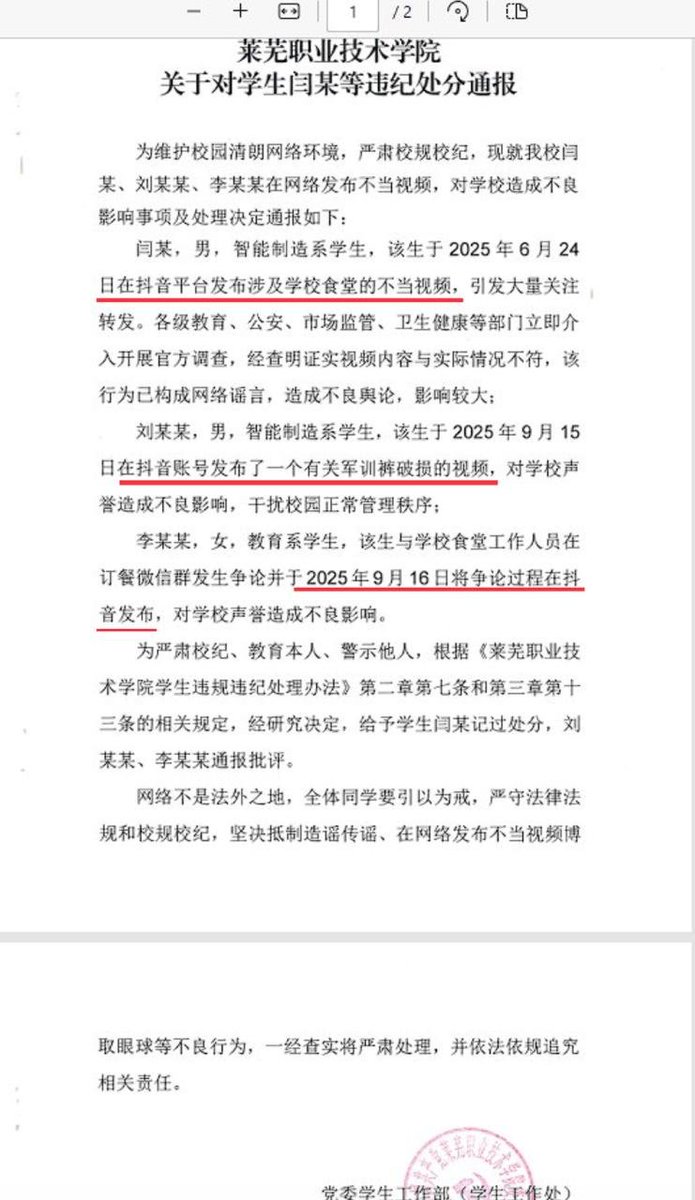 1
/ 2
莱芜职业技术学院
关于对学生闫某等违纪处分通报
为维护校园清朗网络环境，严肃校规校纪，现就我校闫
某、刘某某、李某某在网络发布不当视频，对学校造成不良
影响事项及处理决定通报如下：
闫某，男，智能制造系学生，该生于 2025 年 6 月 24
日在抖音平台发布涉及学校食堂的不当视频，引发大量关注
转发。各级教育、公安、市场监管、卫生健康等部门立即介
入开展官方调查，经查明证实视频内容与实际情况不符，该
行为已构成网络谣言，造成不良舆论，影响较大；
刘某某，男，智能制造系学生，该生于 2025 年 9 月 15
日在抖音账号发布了一个有关军训裤破损的视频，对学校声
誉造成不良影响，干扰校园正常管理秩序；
李某某，女，教育系学生，该生与学校食堂工作人员在
订餐微信群发生争论并于 2025 年 9 月 16 日将争论过程在抖
音发布，对学校声誉造成不良影响。
为严肃校纪、教育本人、警示他人，根据《莱芜职业技
术学院学生违规违纪处理办法》第二章第七条和第三章第十
三条的相关规定，经研究决定，给予学生闫某记过处分，刘
某某、李某某通报批评。
网络不是法外之地，全体同学要引以为戒，严守法律法
规和校规校纪，坚决抵制造谣传谣、在网络发布不当视频博
取眼球等不良行为，一经查实将严肃处理，并依法依规追究
相关责任。
党委学生工作部（学生工作处）